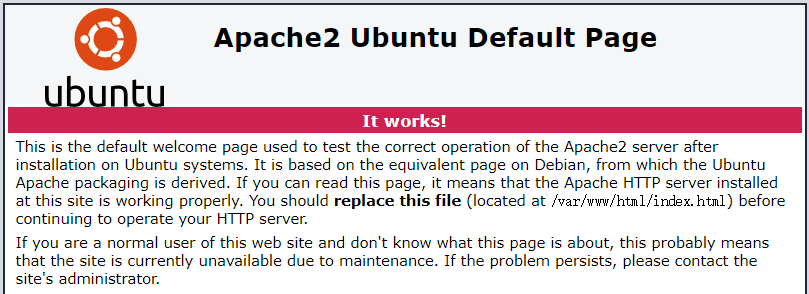 Apache2 Ubuntu Default Page
ubuntu
It works!
This is the default welcome page used to test the correct operation of the Apache2 server after
installation on Ubuntu systems. It is based on the equivalent page on Debian, from which the Ubuntu
Apache packaging is derived. If you can read this page, it means that the Apache HTTP server installed
at this site is working properly. You should replace this file (located at /var/www/html/index.html) before
continuing to operate your HTTP server.
If you are a normal user of this web site and don't know what this page is about, this probably means
that the site is currently unavailable due to maintenance. If the problem persists, please contact the
site's administrator.